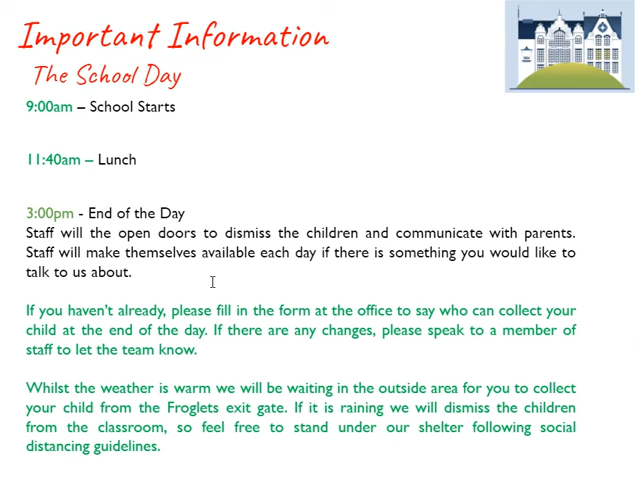 Important Information
The School Day
9:00am – School Starts
11:40am – Lunch
3:00pm - End of the Day
Staff will the open doors to dismiss the children and communicate with parents.
Staff will make themselves available each day if there is something you would like to
talk to us about.
If you haven't already, please fill in the form at the office to say who can collect your
child at the end of the day. If there are any changes, please speak to a member of
staff to let the team know.
Whilst the weather is warm we will be waiting in the outside area for you to collect
your child from the Froglets exit gate. If it is raining we will dismiss the children
from the classroom, so feel free to stand under our shelter following social
distancing guidelines.